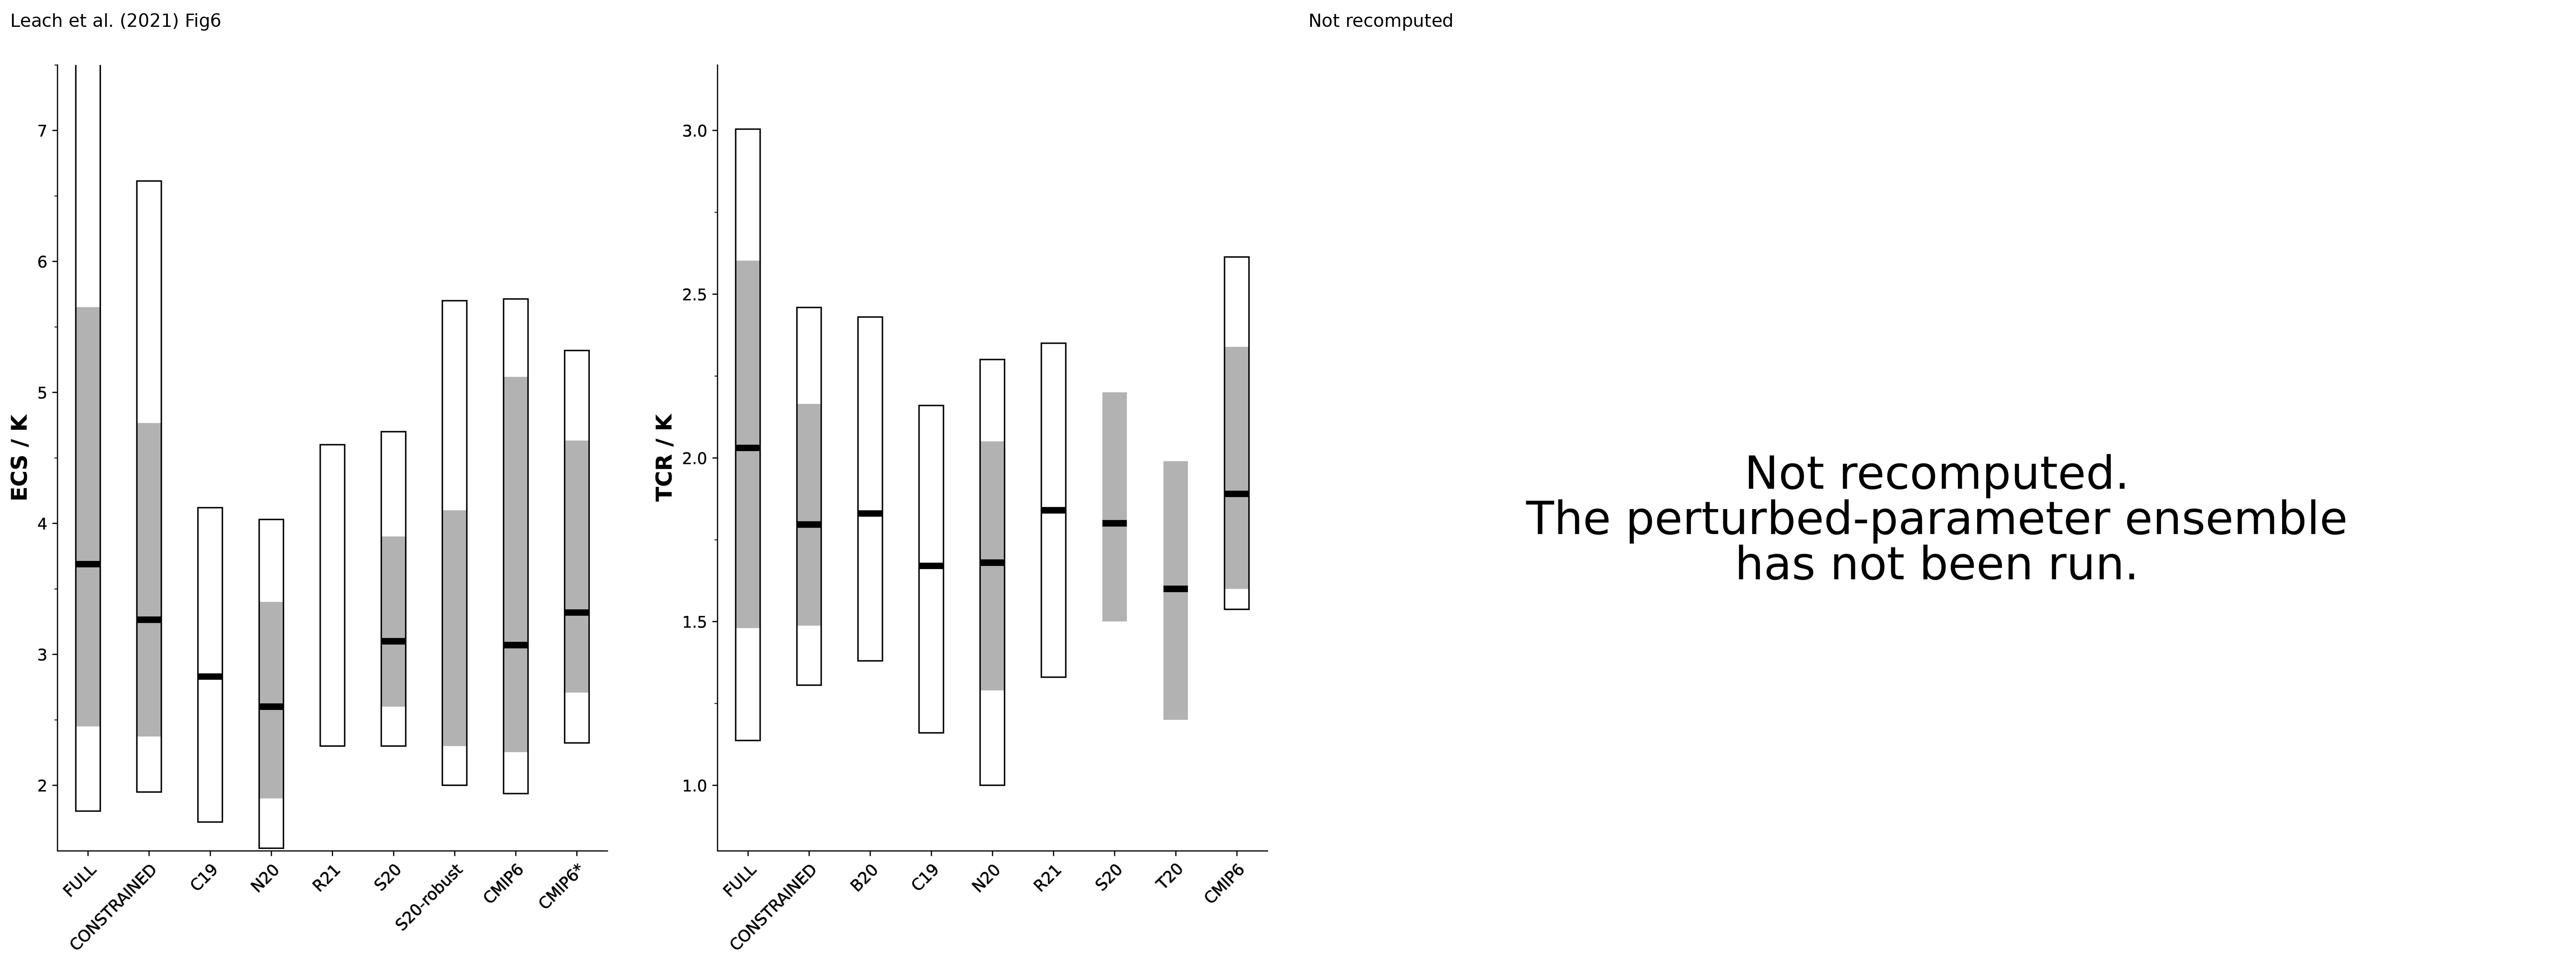 Leach et al. (2021) Fig6
Not recomputed
ECS / K
7
6
5
4
3
2
FULL
CONSTRAINED
C19
N20
R21
S20
S20-robust
CMIP6
CMIP6*
TCR / K
3.0
2.5
2.0
1.5
1.0
FULL
CONSTRAINED
B20
C19
N20
R21
S20
T20
CMIP6
Not recomputed.
The perturbed-parameter ensemble
has not been run.